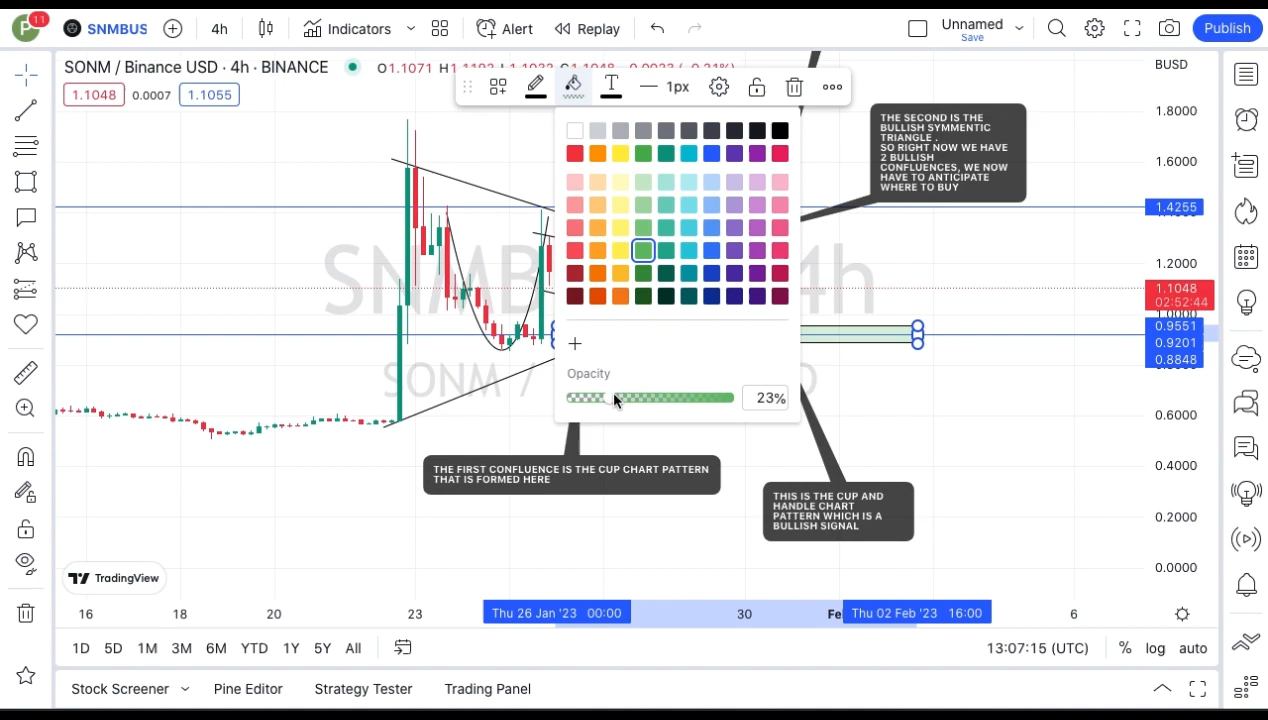 P 11 SNMBUS 4h Indicators Alert Replay Unnamed Save Publish
SONM / Binance USD · 4h · BINANCE
1.1048 0.0007 1.1055
1px
BUSD
1.8000
1.6000
1.4255
1.2000
1.1048
02:52:44
1.0000
0.9551
0.9201
0.8848
0.6000
0.4000
0.2000
0.0000
THE SECOND IS THE
BULLISH SYMMENTIC
TRIANGLE .
SO RIGHT NOW WE HAVE
2 BULLISH
CONFLUENCES, WE NOW
HAVE TO ANTICIPATE
WHERE TO BUY
4h
SNMB
SONM /
D
Opacity
23%
THE FIRST CONFLUENCE IS THE CUP CHART PATTERN
THAT IS FORMED HERE
THIS IS THE CUP AND
HANDLE CHART
PATTERN WHICH IS A
BULLISH SIGNAL
TradingView
16 18 20 23 Thu 26 Jan '23 00:00 30 Fe Thu 02 Feb '23 16:00 6
1D 5D 1M 3M 6M YTD 1Y 5Y All 13:07:15 (UTC) % log auto
Stock Screener Pine Editor Strategy Tester Trading Panel